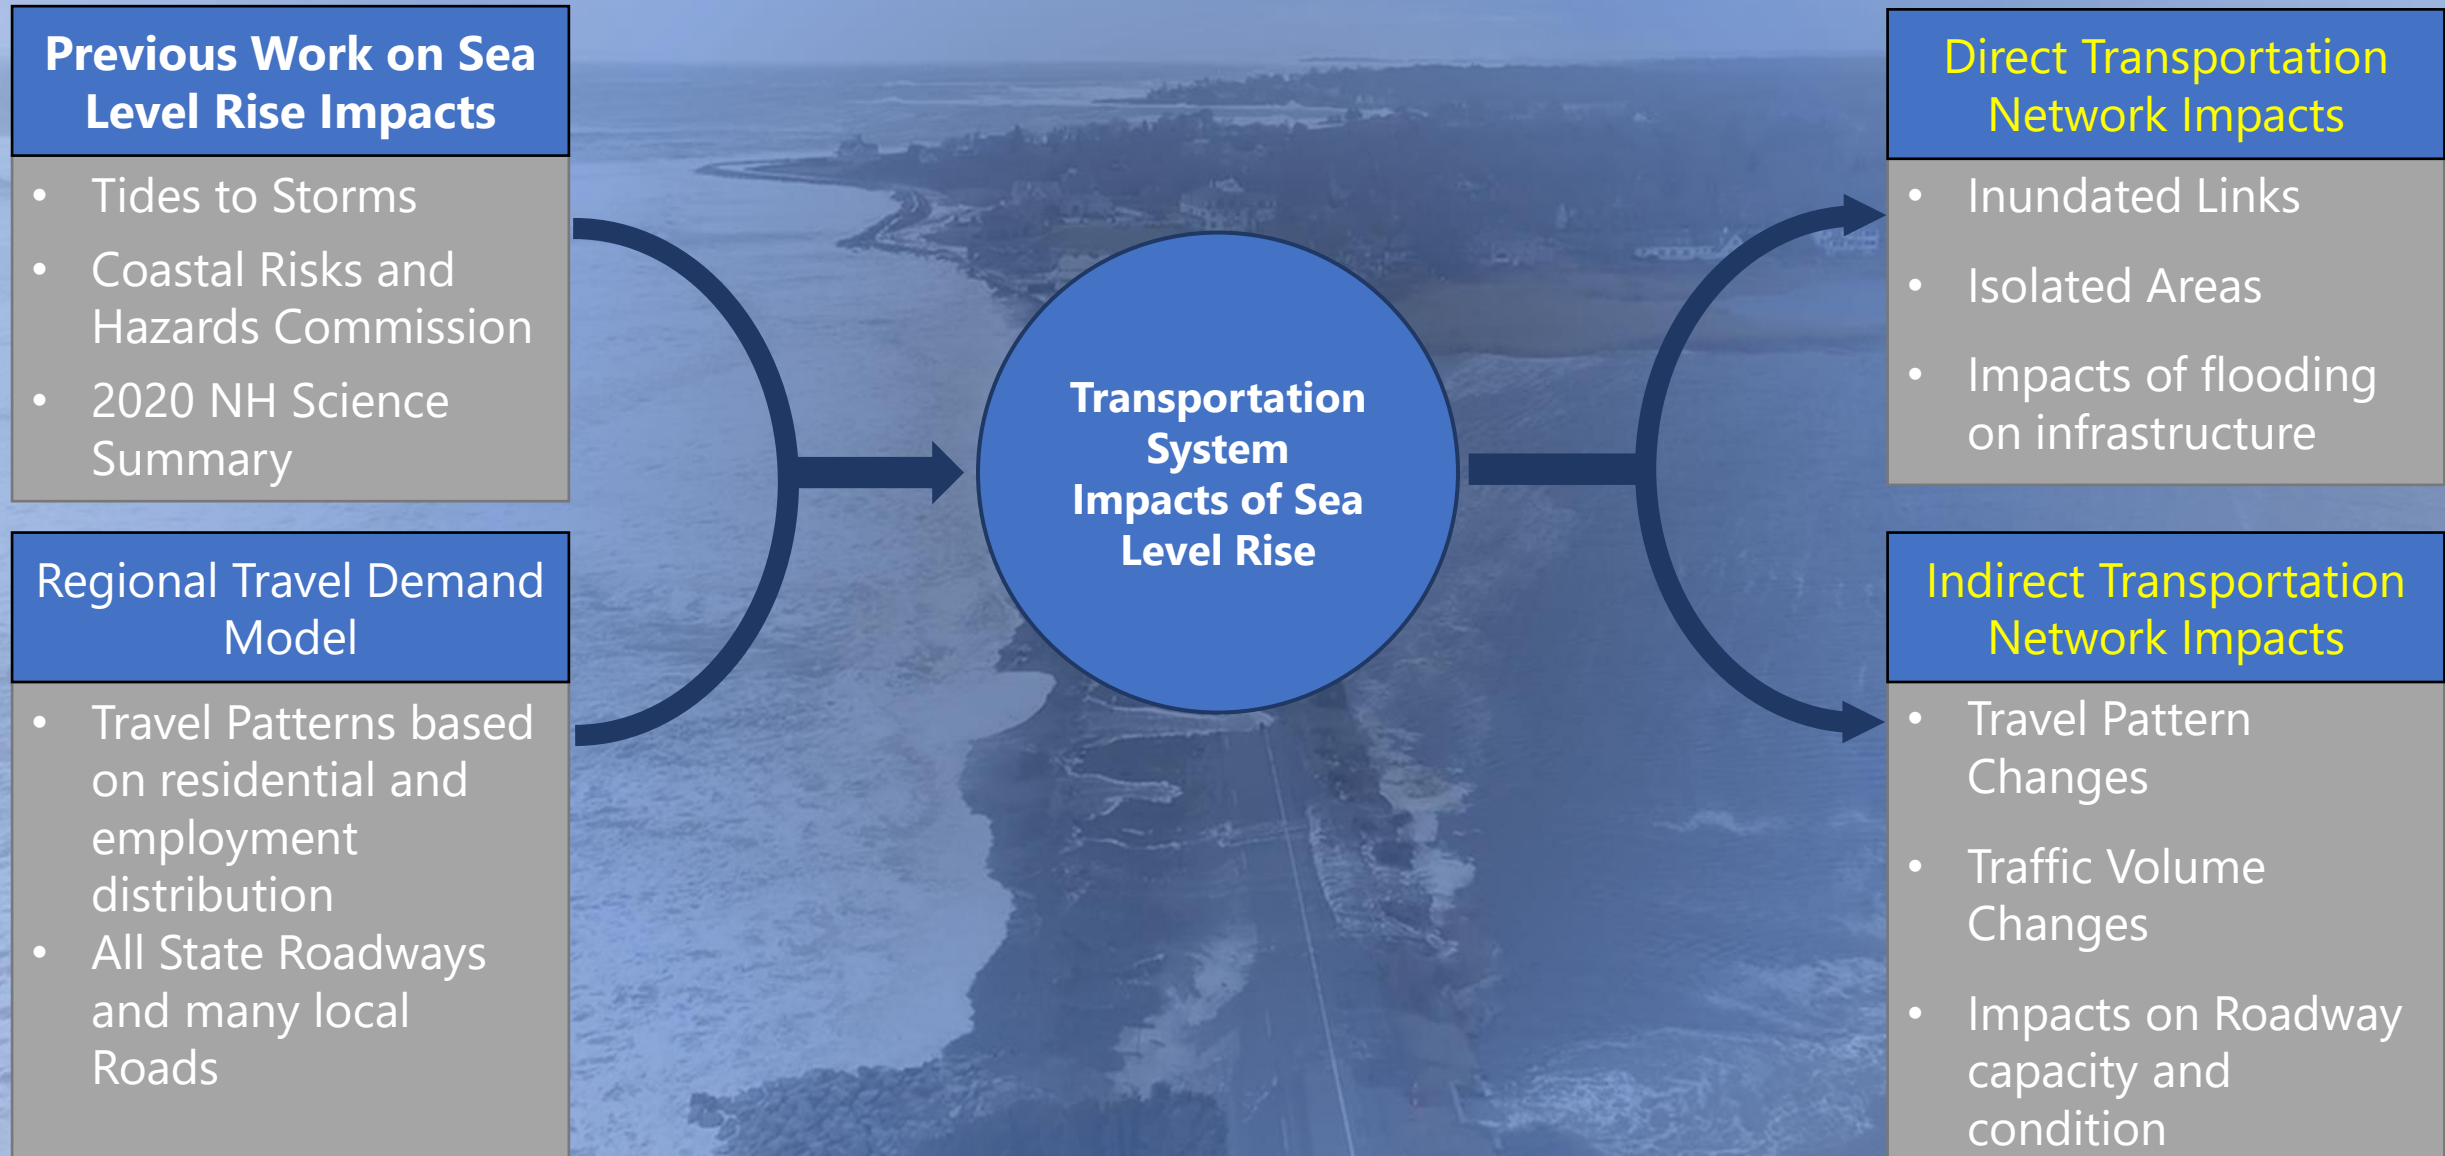 Previous Work on Sea
Level Rise Impacts
• Tides to Storms
• Coastal Risks and
Hazards Commission
• 2020 NH Science
Summary
Regional Travel Demand
Model
• Travel Patterns based
on residential and
employment
distribution
• All State Roadways
and many local
Roads
Transportation
System
Impacts of Sea
Level Rise
Direct Transportation
Network Impacts
• Inundated Links
• Isolated Areas
• Impacts of flooding
on infrastructure
Indirect Transportation
Network Impacts
• Travel Pattern
Changes
• Traffic Volume
Changes
• Impacts on Roadway
capacity and
condition